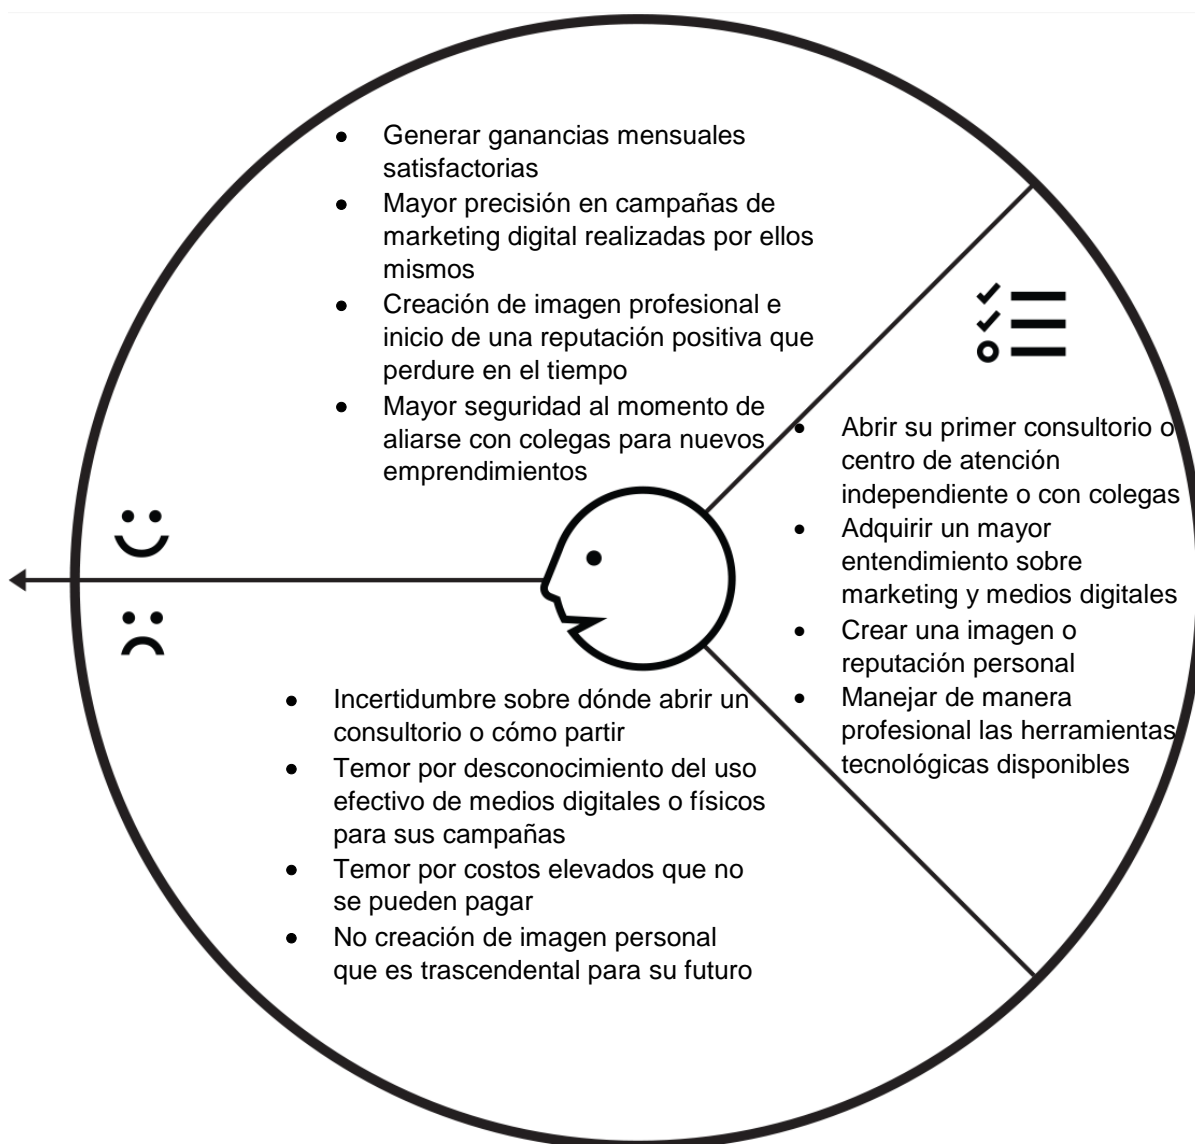 • Generar ganancias mensuales
satisfactorias
• Mayor precisión en campañas de
marketing digital realizadas por ellos
mismos
• Creación de imagen profesional e
inicio de una reputación positiva que
perdure en el tiempo
• Mayor seguridad al momento de
aliarse con colegas para nuevos
emprendimientos
• Abrir su primer consultorio o
centro de atención
independiente o con colegas
• Adquirir un mayor
entendimiento sobre
marketing y medios digitales
• Crear una imagen o
reputación personal
• Manejar de manera
profesional las herramientas
tecnológicas disponibles
• Incertidumbre sobre dónde abrir un
consultorio o cómo partir
• Temor por desconocimiento del uso
efectivo de medios digitales o físicos
para sus campañas
• Temor por costos elevados que no
se pueden pagar
• No creación de imagen personal
que es trascendental para su futuro